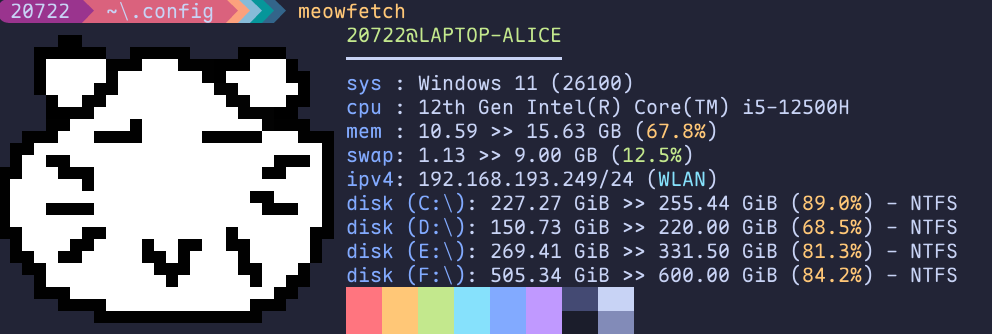 20722 ~\.config meowfetch
20722@LAPTOP-ALICE
sys : Windows 11 (26100)
cpu : 12th Gen Intel(R) Core(TM) i5-12500H
mem : 10.59 >> 15.63 GB (67.8%)
swap: 1.13 >> 9.00 GB (12.5%)
ipv4: 192.168.193.249/24 (WLAN)
disk (C:\): 227.27 GiB >> 255.44 GiB (89.0%) - NTFS
disk (D:\): 150.73 GiB >> 220.00 GiB (68.5%) - NTFS
disk (E:\): 269.41 GiB >> 331.50 GiB (81.3%) - NTFS
disk (F:\): 505.34 GiB >> 600.00 GiB (84.2%) - NTFS